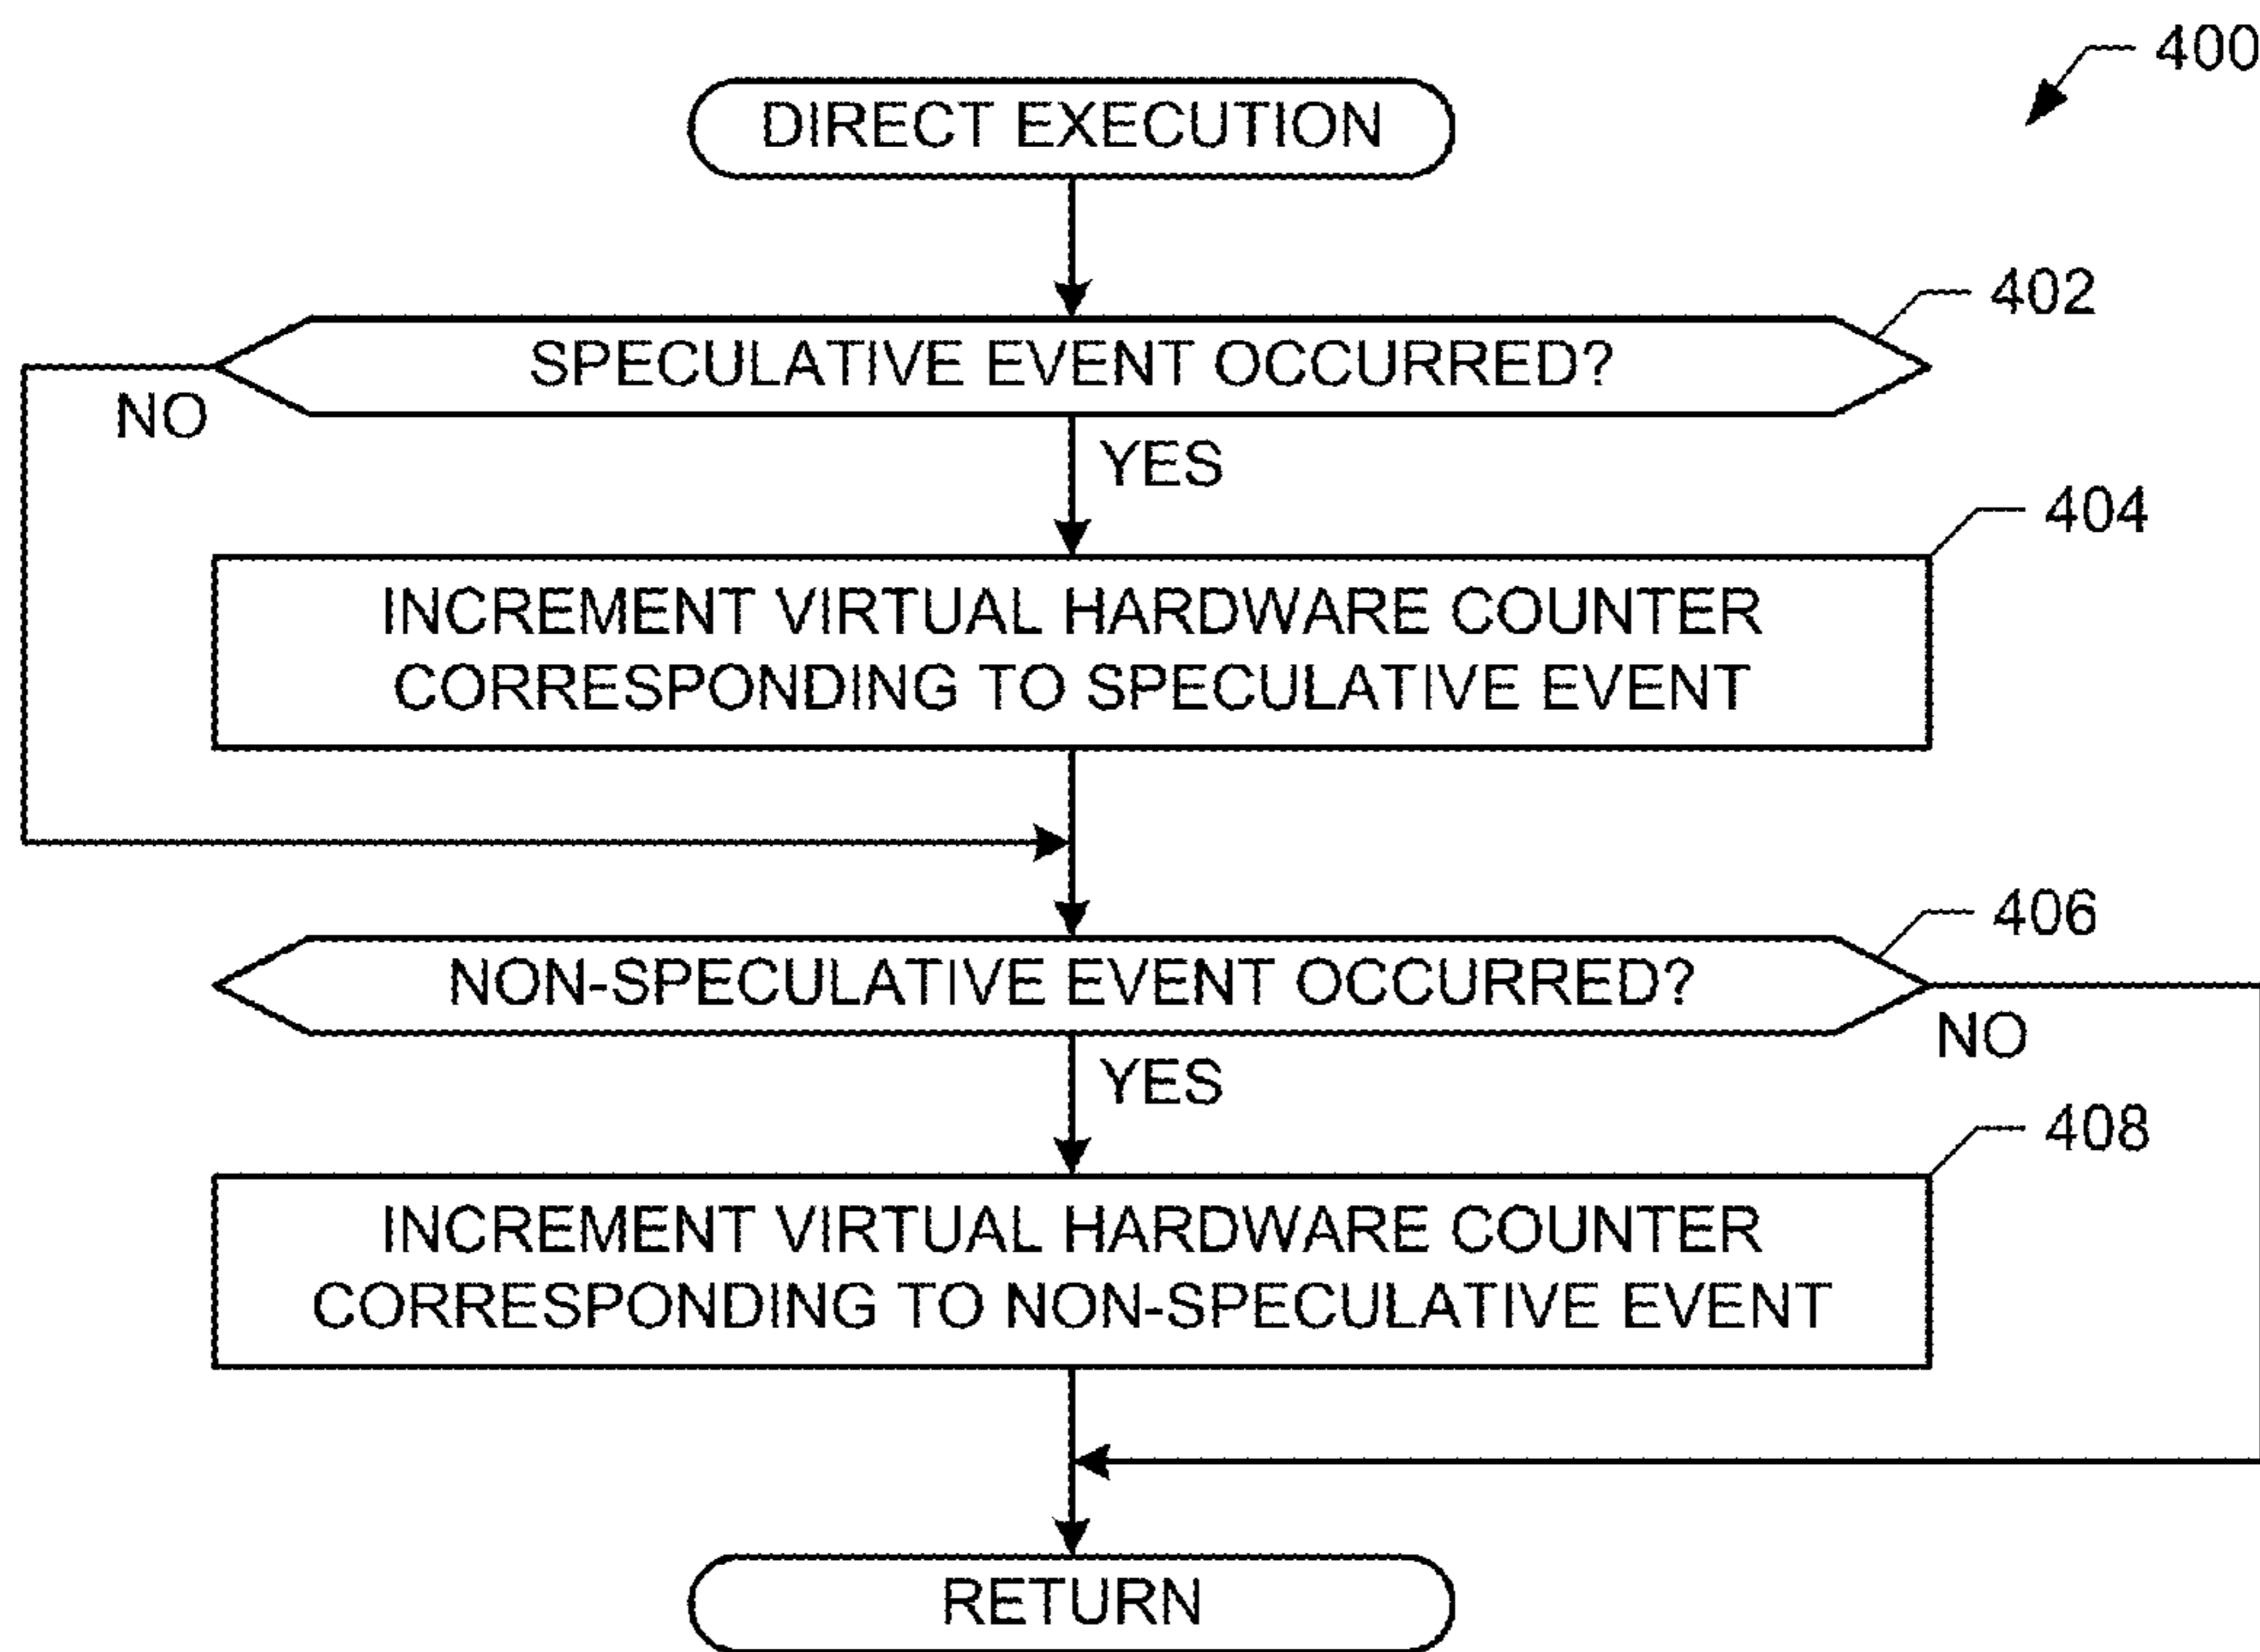 400
DIRECT EXECUTION
402
SPECULATIVE EVENT OCCURRED?
NO
YES
404
INCREMENT VIRTUAL HARDWARE COUNTER
CORRESPONDING TO SPECULATIVE EVENT
406
NON-SPECULATIVE EVENT OCCURRED?
NO
YES
408
INCREMENT VIRTUAL HARDWARE COUNTER
CORRESPONDING TO NON-SPECULATIVE EVENT
RETURN